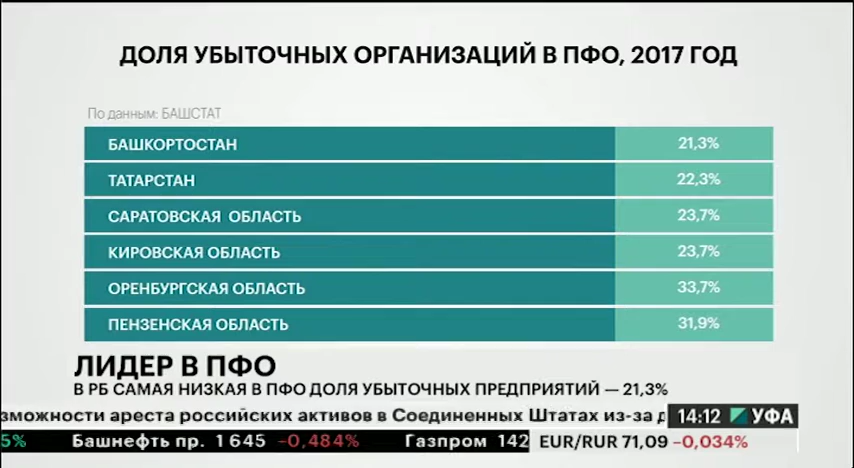 ДОЛЯ УБЫТОЧНЫХ ОРГАНИЗАЦИЙ В ПФО, 2017 ГОД
По данным: БАШСТАТ
БАШКОРТОСТАН 21,3%
ТАТАРСТАН 22,3%
САРАТОВСКАЯ ОБЛАСТЬ 23,7%
КИРОВСКАЯ ОБЛАСТЬ 23,7%
ОРЕНБУРГСКАЯ ОБЛАСТЬ 33,7%
ПЕНЗЕНСКАЯ ОБЛАСТЬ 31,9%
ЛИДЕР В ПФО
В РБ САМАЯ НИЗКАЯ В ПФО ДОЛЯ УБЫТОЧНЫХ ПРЕДПРИЯТИЙ — 21,3%
зможности ареста российских активов в Соединенных Штатах из-за д 14:12 УФА
5% Башнефть пр. 1 645 -0,484% Газпром 142 EUR/RUR 71,09 -0,034%